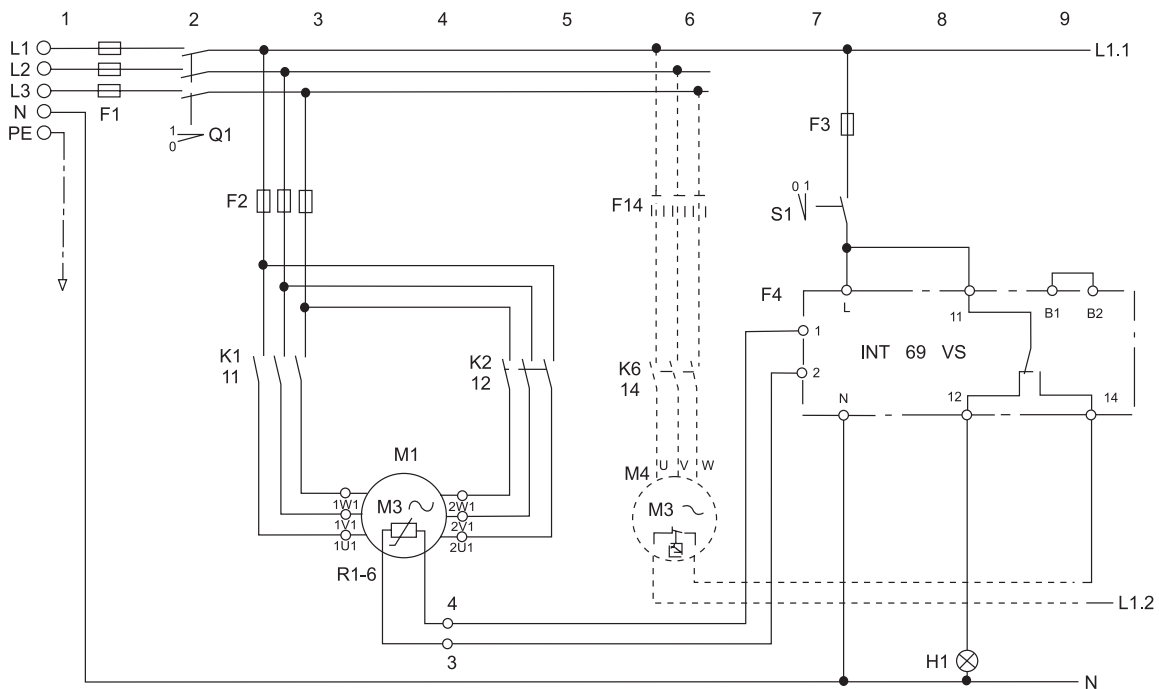 1 2 3 4 5 6 7 8 9
L1 L1.1
L2
L3
N F1
PE 1 0 Q1
F3
F2 F14
0 1
S1
F4 L 11 B1 B2
1
INT 69 VS
2
K1
11
K2
12
K6
14
N 12 14
M1
M4 U V W
1W1 M3 2W1
1V1 2V1
1U1 2U1
M3
R1-6
4
L1.2
3
H1
N